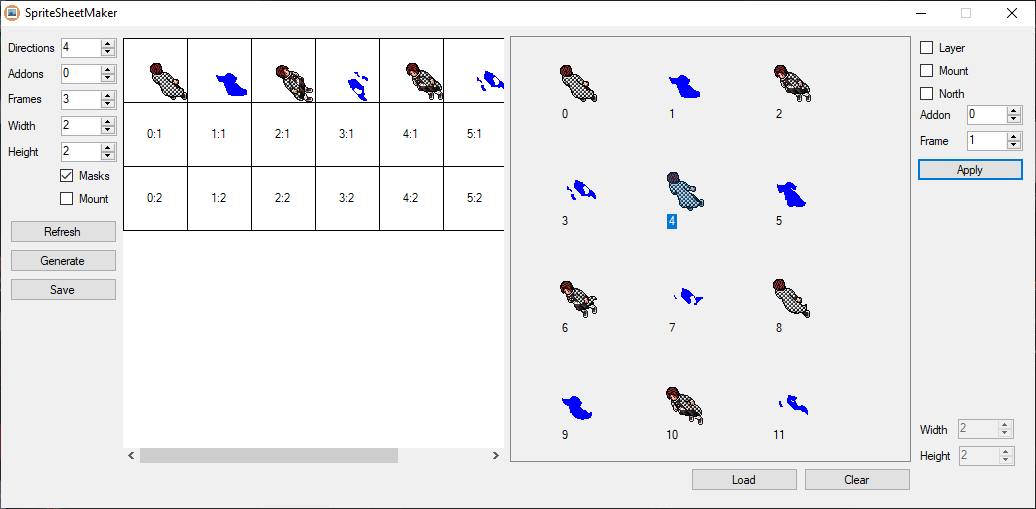 SpriteSheetMaker
Directions 4
Addons 0
Frames 3
Width 2
Height 2
Masks
Mount
Refresh
Generate
Save
0:1 1:1 2:1 3:1 4:1 5:1
0:2 1:2 2:2 3:2 4:2 5:2
0 1 2
3 4 5
6 7 8
9 10 11
Load Clear
Layer
Mount
North
Addon 0
Frame 1
Apply
Width 2
Height 2